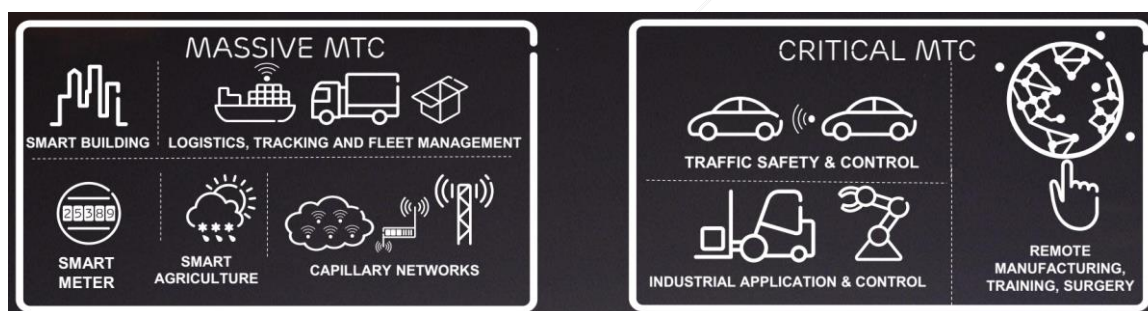 MASSIVE MTC
SMART BUILDING
LOGISTICS, TRACKING AND FLEET MANAGEMENT
25389
SMART
METER
SMART
AGRICULTURE
CAPILLARY NETWORKS
CRITICAL MTC
TRAFFIC SAFETY & CONTROL
INDUSTRIAL APPLICATION & CONTROL
REMOTE
MANUFACTURING,
TRAINING, SURGERY